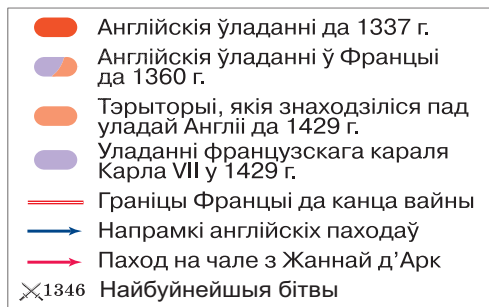 Англійскія ўладанні да 1337 г.
Англійскія ўладанні ў Францыі
да 1360 г.
Тэрыторыі, якія знаходзіліся пад
уладай Англіі да 1429 г.
Уладанні французскага караля
Карла VII у 1429 г.
Граніцы Францыі да канца вайны
Напрамкі англійскіх паходаў
Паход на чале з Жаннай д’Арк
1346 Найбуйнейшыя бітвы